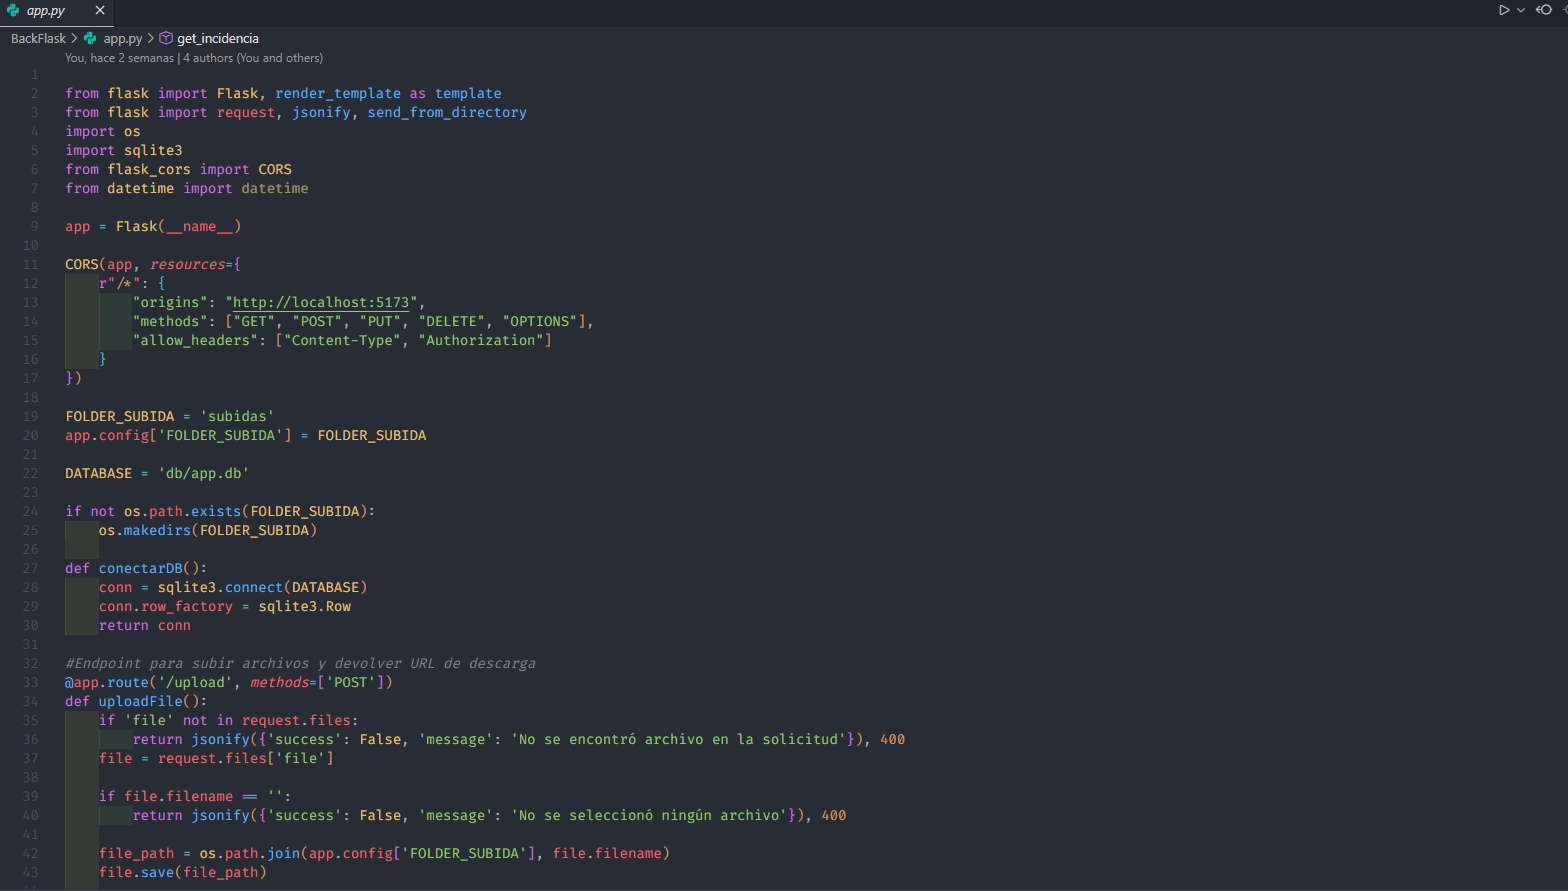 app.py
BackFlask > app.py > get_incidencia
You, hace 2 semanas | 4 authors (You and others)
1
2 from flask import Flask, render_template as template
3 from flask import request, jsonify, send_from_directory
4 import os
5 import sqlite3
6 from flask_cors import CORS
7 from datetime import datetime
8
9 app = Flask(__name__)
10
11 CORS(app, resources={
12     r"/*": {
13         "origins": "http://localhost:5173",
14         "methods": ["GET", "POST", "PUT", "DELETE", "OPTIONS"],
15         "allow_headers": ["Content-Type", "Authorization"]
16     }
17 })
18
19 FOLDER_SUBIDA = 'subidas'
20 app.config['FOLDER_SUBIDA'] = FOLDER_SUBIDA
21
22 DATABASE = 'db/app.db'
23
24 if not os.path.exists(FOLDER_SUBIDA):
25     os.makedirs(FOLDER_SUBIDA)
26
27 def conectarDB():
28     conn = sqlite3.connect(DATABASE)
29     conn.row_factory = sqlite3.Row
30     return conn
31
32 #Endpoint para subir archivos y devolver URL de descarga
33 @app.route('/upload', methods=['POST'])
34 def uploadFile():
35     if 'file' not in request.files:
36         return jsonify({'success': False, 'message': 'No se encontró archivo en la solicitud'}), 400
37     file = request.files['file']
38
39     if file.filename == '':
40         return jsonify({'success': False, 'message': 'No se seleccionó ningún archivo'}), 400
41
42     file_path = os.path.join(app.config['FOLDER_SUBIDA'], file.filename)
43     file.save(file_path)